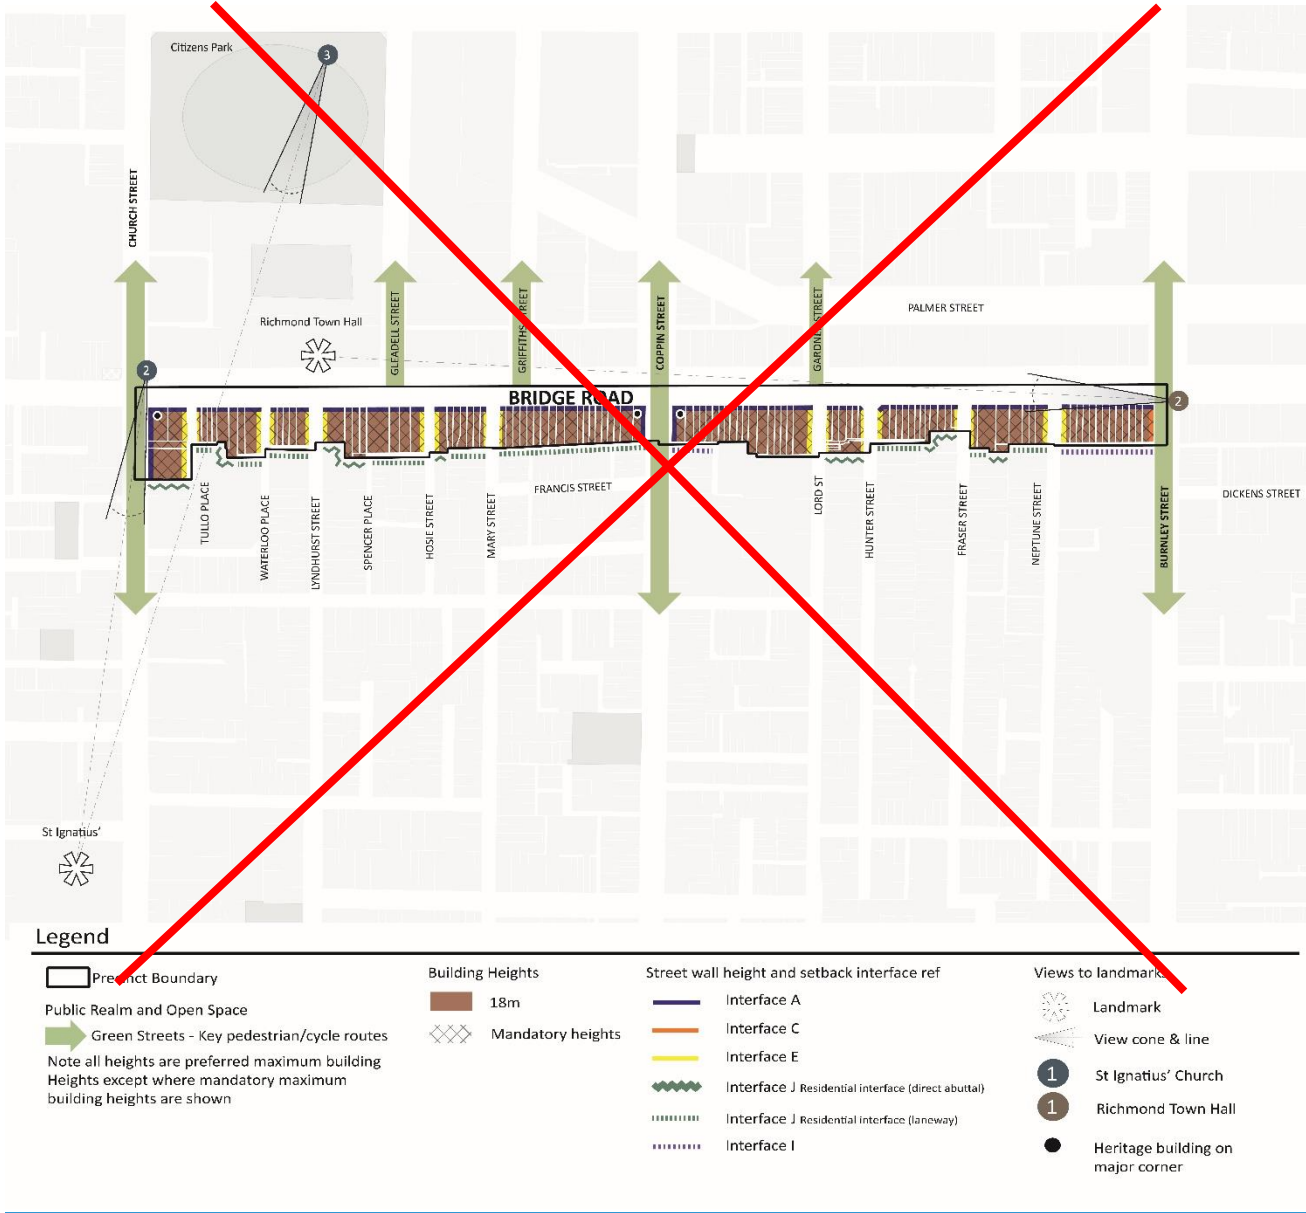 Citizens Park
3
CHURCH STREET
Richmond Town Hall
GLEADELL STREET
GRIFFITHS STREET
COPPIN STREET
GARDNER STREET
PALMER STREET
2
BRIDGE ROAD
2
TULLO PLACE
WATERLOO PLACE
LYNDHURST STREET
SPENCER PLACE
HOSIE STREET
MARY STREET
FRANCIS STREET
LORD ST
HUNTER STREET
FRASER STREET
NEPTUNE STREET
BURNLEY STREET
DICKENS STREET
St Ignatius'
Legend
Precinct Boundary
Public Realm and Open Space
Green Streets - Key pedestrian/cycle routes
Note all heights are preferred maximum building
Heights except where mandatory maximum
building heights are shown
Building Heights
18m
Mandatory heights
Street wall height and setback interface ref
Interface A
Interface C
Interface E
Interface J Residential interface (direct abuttal)
Interface J Residential interface (laneway)
Interface I
Views to landmarks
Landmark
View cone & line
1 St Ignatius' Church
1 Richmond Town Hall
Heritage building on
major corner